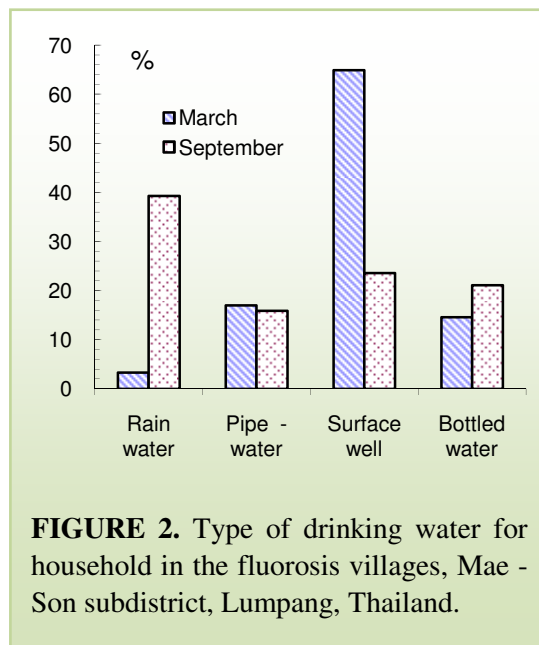 70
%
60
March
50
September
40
30
20
10
0
Rain Pipe - Surface Bottled
water water well water
FIGURE 2. Type of drinking water for
household in the fluorosis villages, Mae -
Son subdistrict, Lumpang, Thailand.